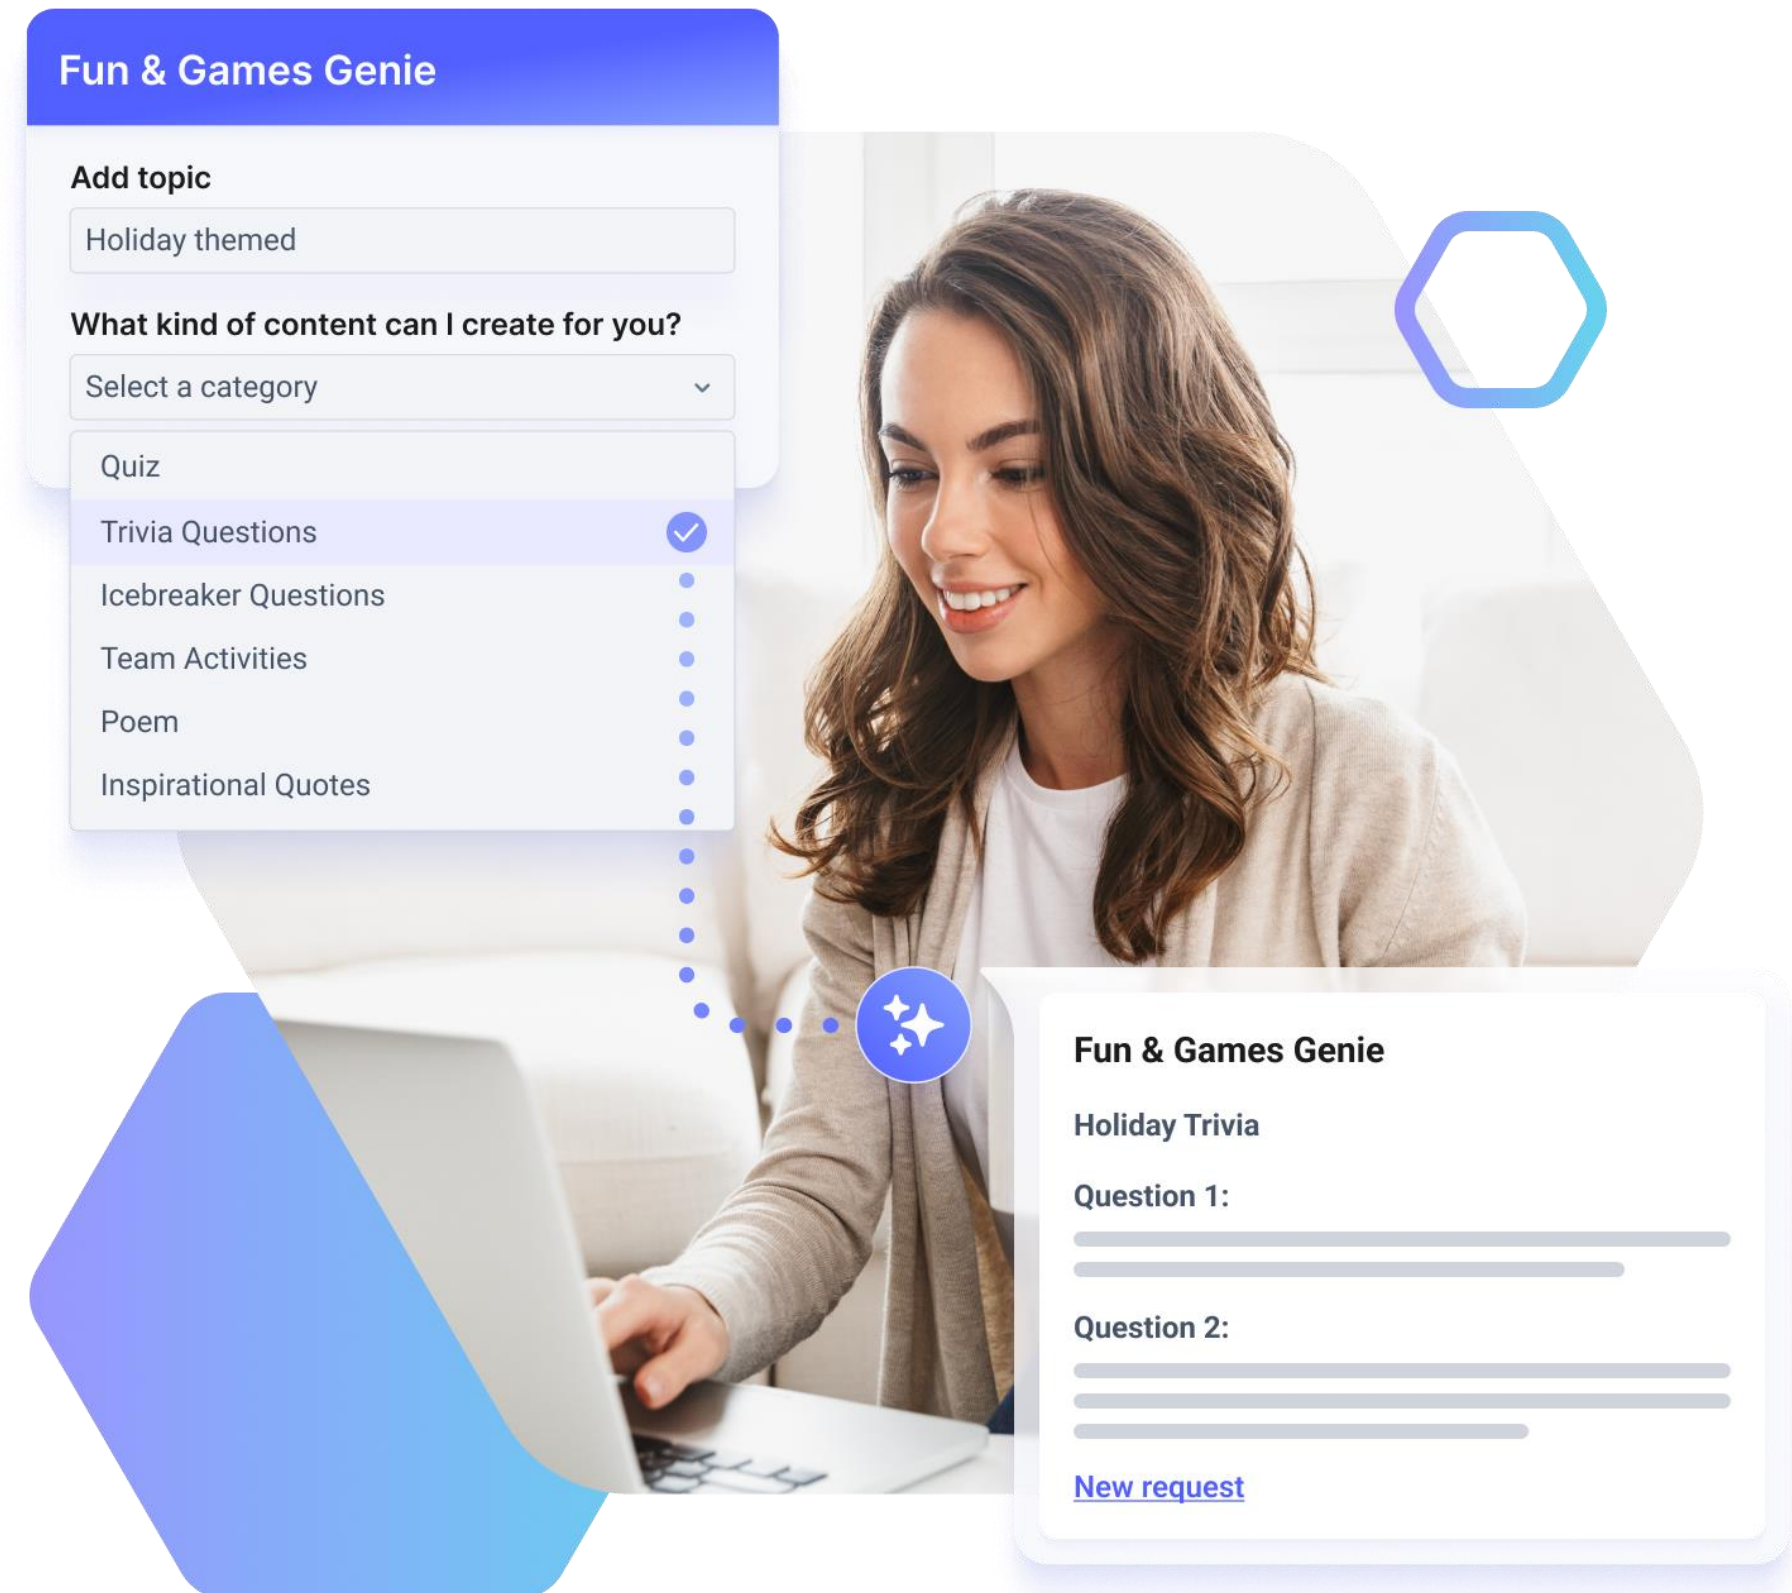 Fun & Games Genie
Add topic
Holiday themed
What kind of content can I create for you?
Select a category
Quiz
Trivia Questions
Icebreaker Questions
Team Activities
Poem
Inspirational Quotes
Fun & Games Genie
Holiday Trivia
Question 1:
Question 2:
New request